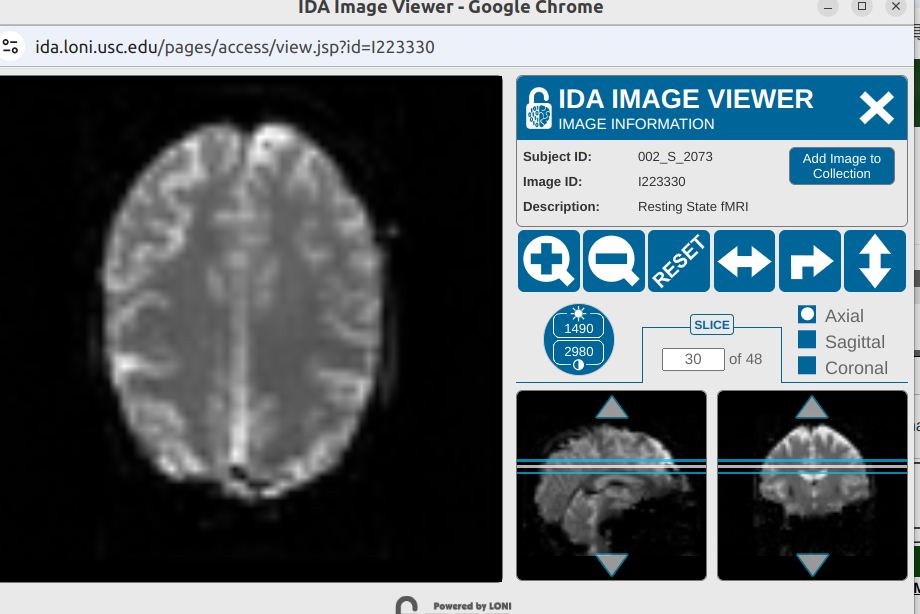 IDA Image Viewer - Google Chrome
ida.loni.usc.edu/pages/access/view.jsp?id=I223330
IDA IMAGE VIEWER
IMAGE INFORMATION
Subject ID: 002_S_2073
Image ID: I223330
Description: Resting State fMRI
Add Image to
Collection
RESET
1490
2980
SLICE
30 of 48
Axial
Sagittal
Coronal
Powered by LONI